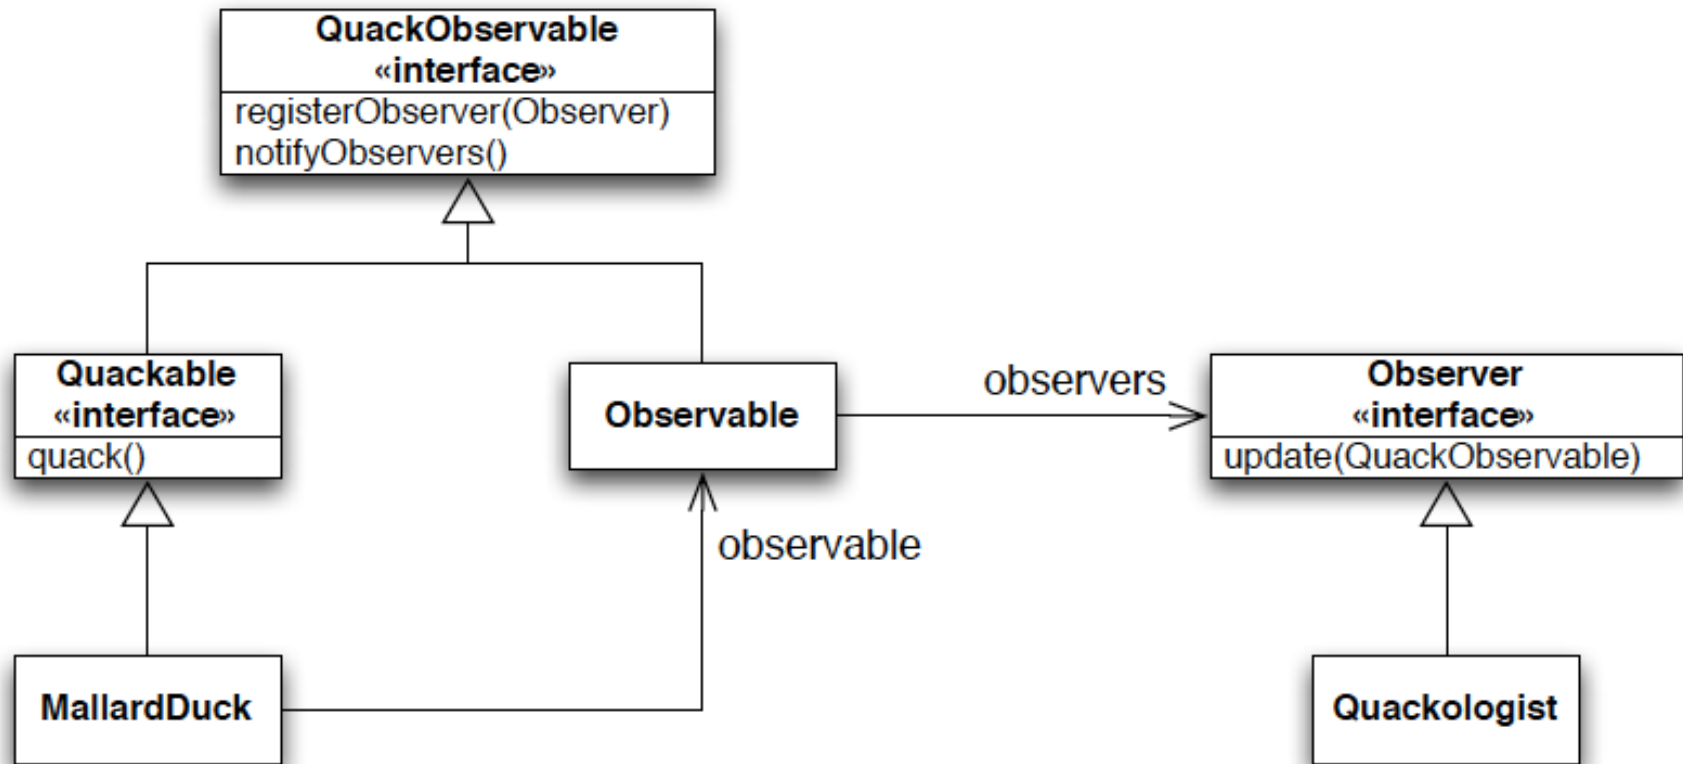 QuackObservable
«interface»
registerObserver(Observer)
notifyObservers()
Quackable
«interface»
quack()
Observable
observers
Observer
«interface»
update(QuackObservable)
observable
MallardDuck
Quackologist